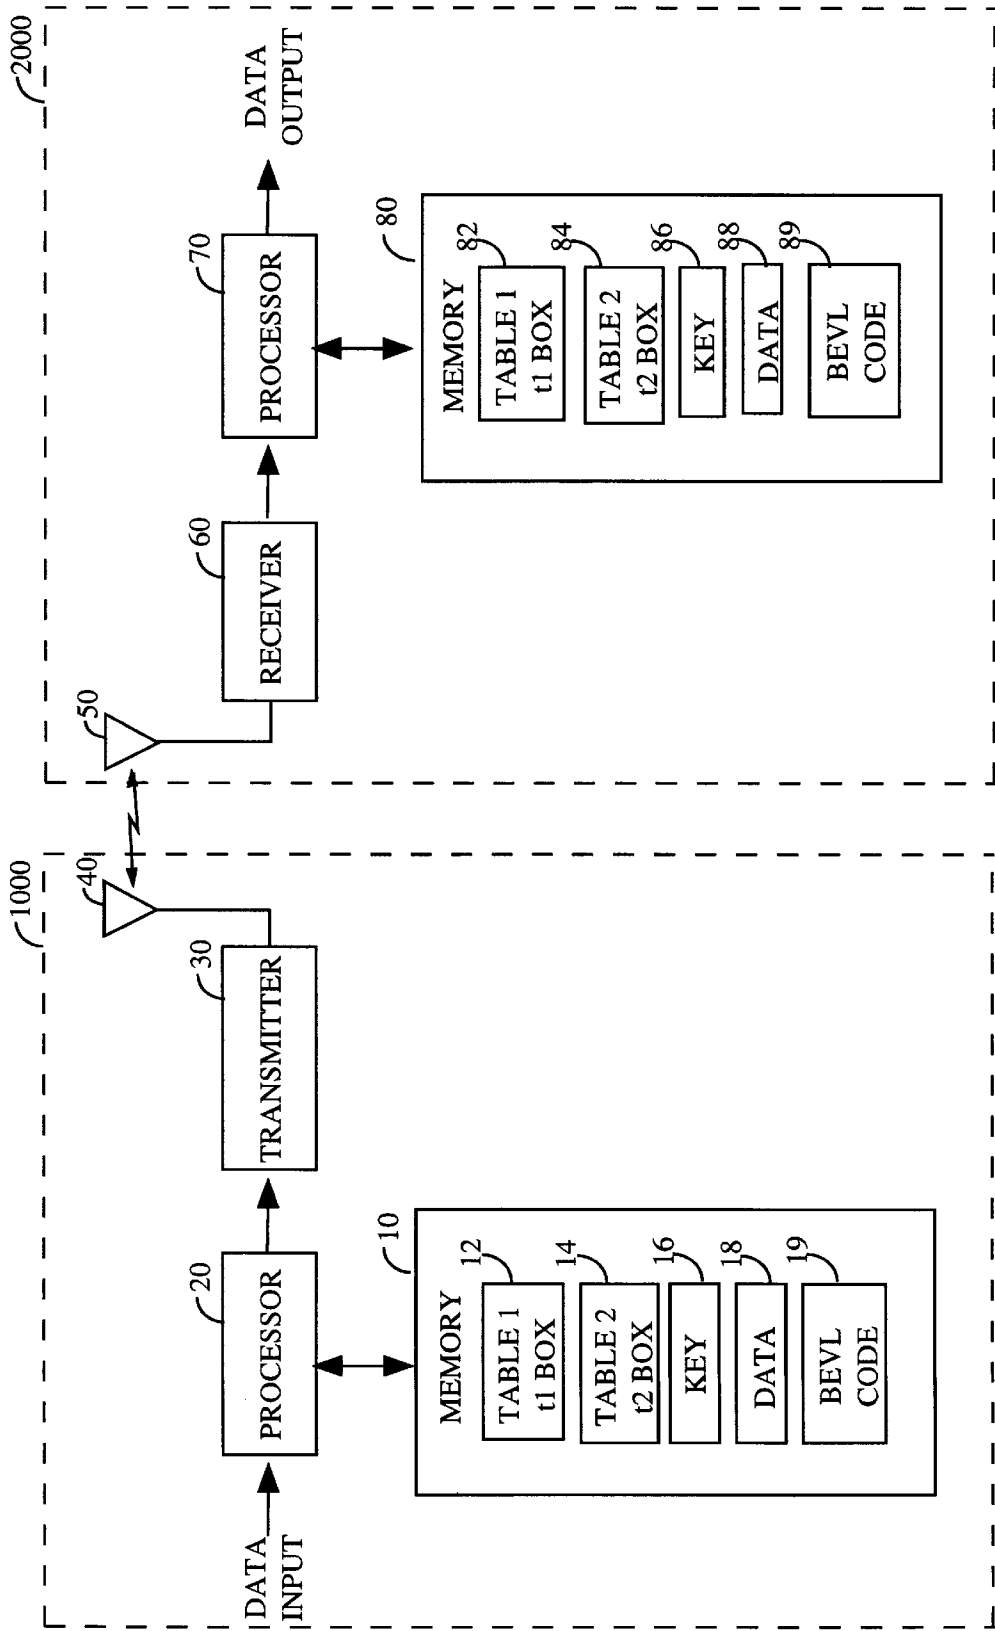 1000
2000
40
50
DATA
INPUT
20
PROCESSOR
30
TRANSMITTER
60
RECEIVER
70
PROCESSOR
DATA
OUTPUT
10
MEMORY
12
TABLE 1
t1 BOX
14
TABLE 2
t2 BOX
16
KEY
18
DATA
19
BEVL
CODE
80
MEMORY
82
TABLE 1
t1 BOX
84
TABLE 2
t2 BOX
86
KEY
88
DATA
89
BEVL
CODE